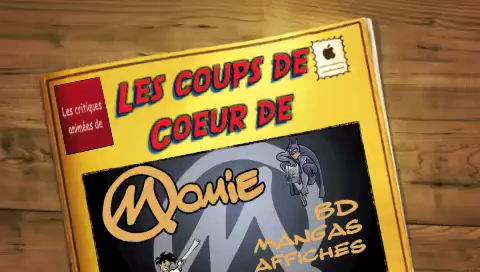 Les critiques
animées de
LES COUPS DE
COEUR DE
Momie
BD
MANGAS
AFFICHES